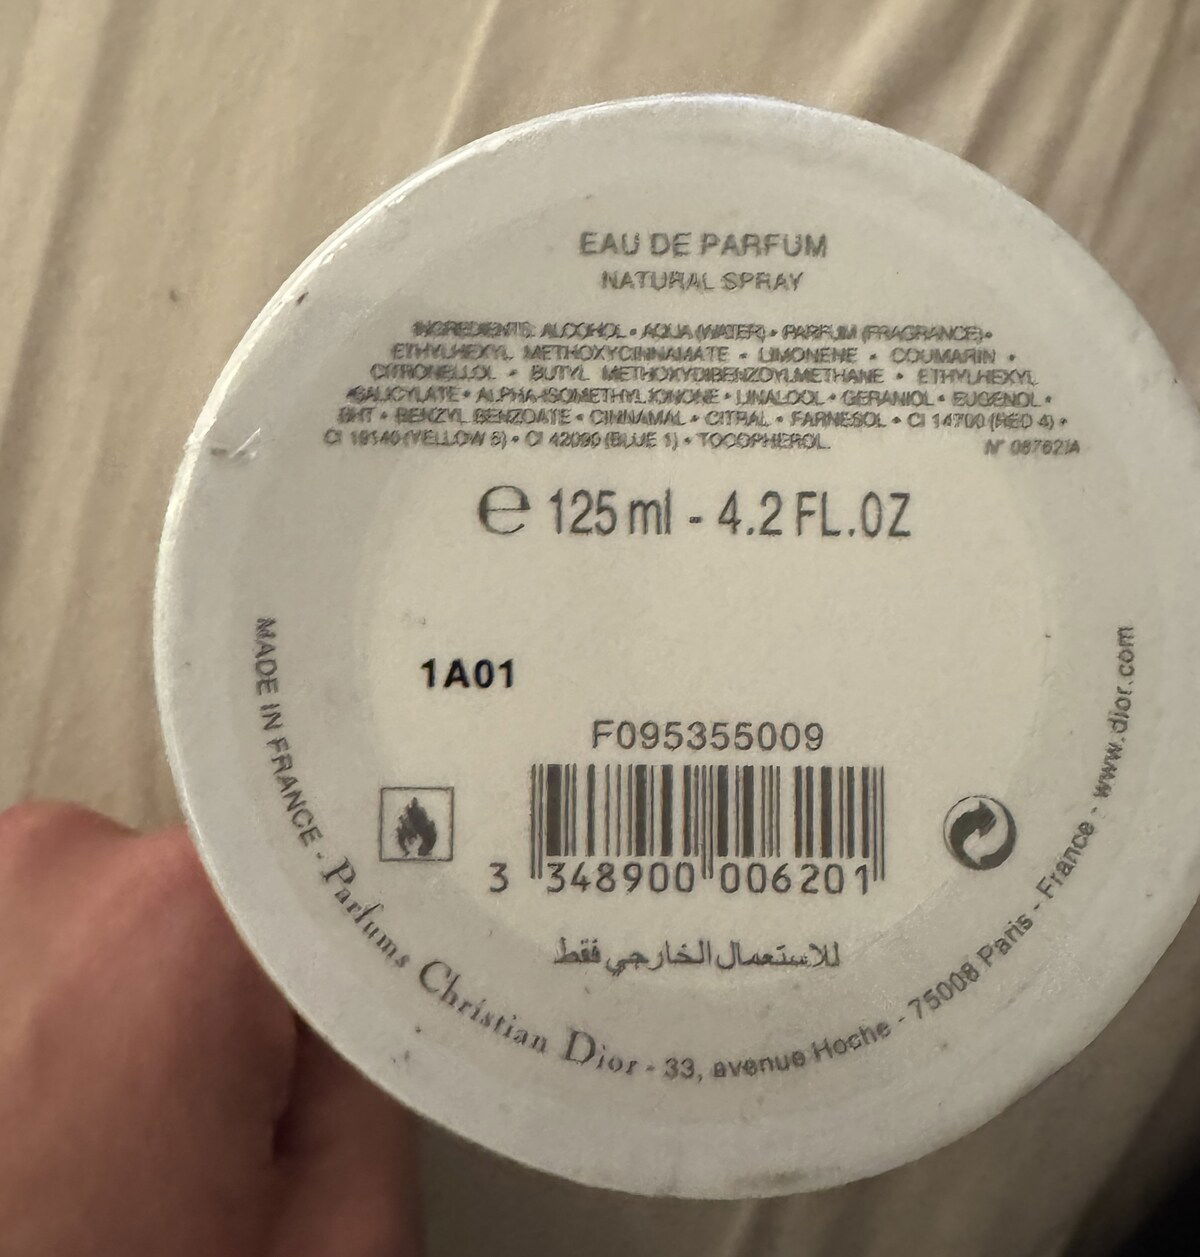 EAU DE PARFUM
NATURAL SPRAY
INGREDIENTS: ALCOHOL • AQUA (WATER) • PARFUM (FRAGRANCE) •
ETHYLHEXYL METHOXYCINNAMATE • LIMONENE • COUMARIN •
CITRONELLOL • BUTYL METHOXYDIBENZOYLMETHANE • ETHYLHEXYL
SALICYLATE • ALPHA-ISOMETHYL IONONE • LINALOOL • GERANIOL • EUGENOL •
BHT • BENZYL BENZOATE • CINNAMAL • CITRAL • FARNESOL • CI 14700 (RED 4) •
CI 19140 (YELLOW 5) • CI 42090 (BLUE 1) • TOCOPHEROL. N°
e 125 ml - 4.2 FL.OZ
1A01
F095355009
3 348900 006201
للاستعمال الخارجي فقط
MADE IN FRANCE - Parfums Christian Dior - 33, avenue Hoche - 75008 Paris - France - www.dior.com